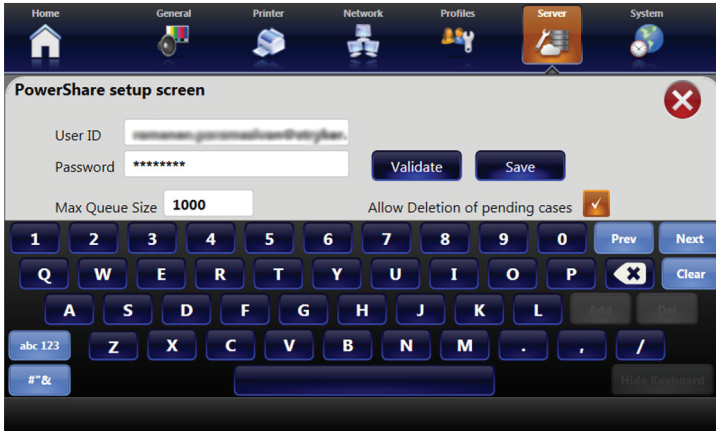 Home General Printer Network Profiles Server System
PowerShare setup screen
User ID
Password ********
Validate Save
Max Queue Size 1000 Allow Deletion of pending cases
1 2 3 4 5 6 7 8 9 0 Prev Next
Q W E R T Y U I O P Clear
A S D F G H J K L Add Del
abc 123 Z X C V B N M . , /
#"& Hide Keyboard